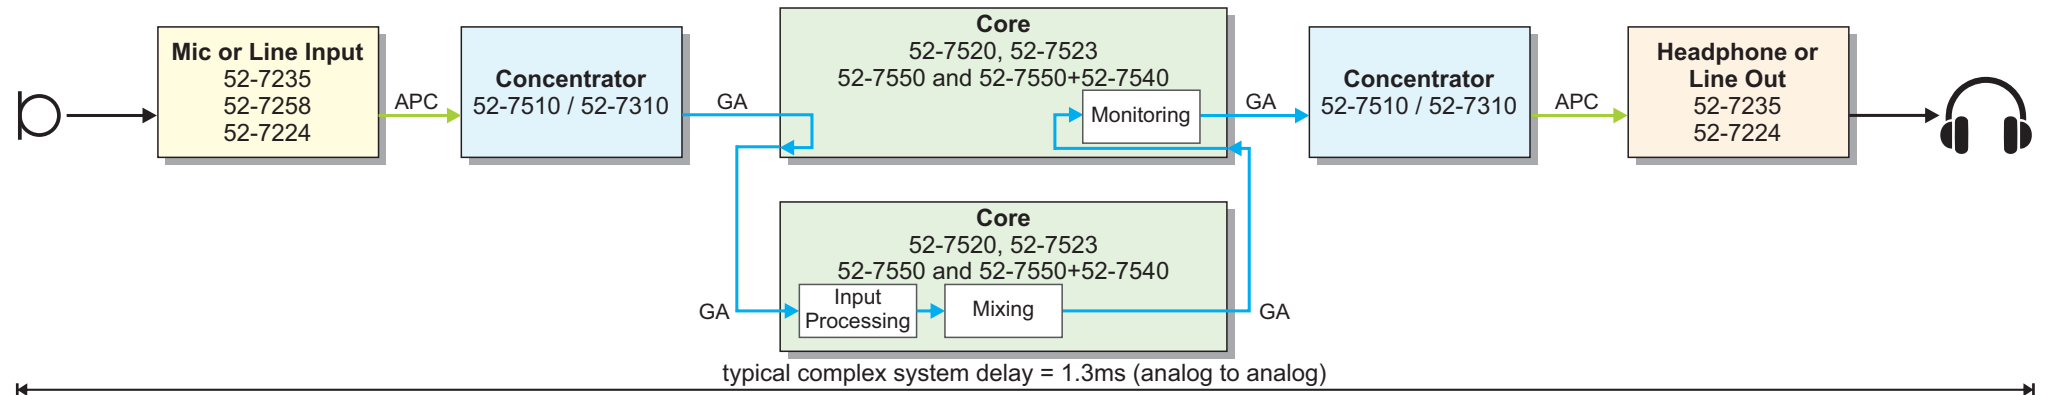 Mic or Line Input
52-7235
52-7258
52-7224
APC
Concentrator
52-7510 / 52-7310
GA
Core
52-7520, 52-7523
52-7550 and 52-7550+52-7540
Monitoring
GA
Concentrator
52-7510 / 52-7310
APC
Headphone or
Line Out
52-7235
52-7224
Core
52-7520, 52-7523
52-7550 and 52-7550+52-7540
GA
Input
Processing
Mixing
GA
typical complex system delay = 1.3ms (analog to analog)